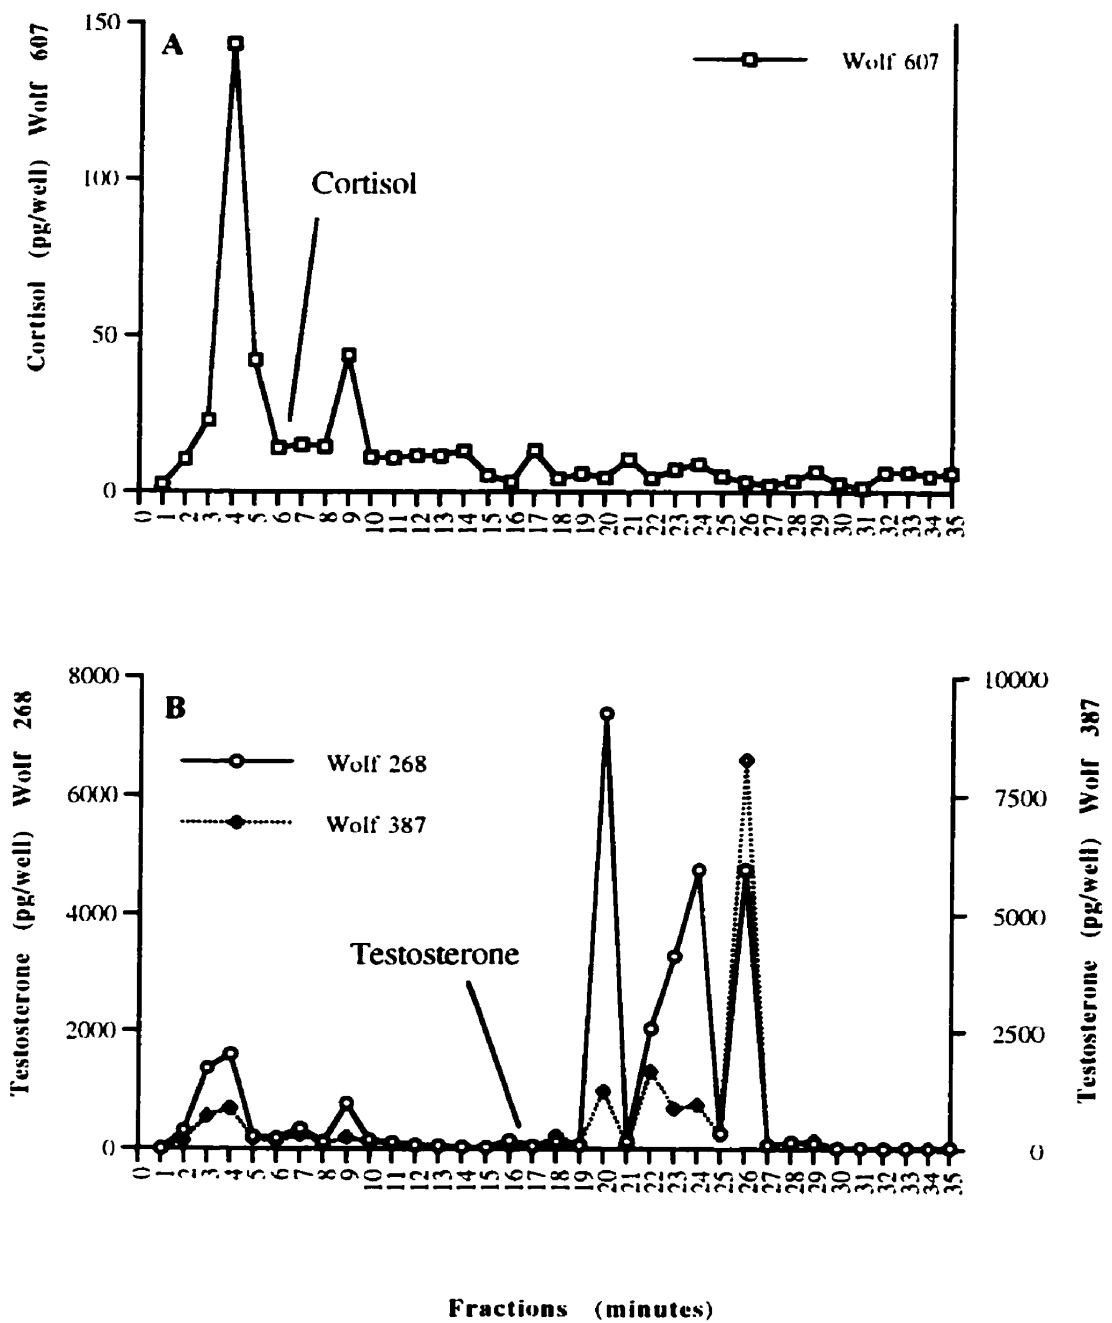 A
Wolf 607
Cortisol (pg/well) Wolf 607
150
100
50
0
Cortisol
0 1 2 3 4 5 6 7 8 9 10 11 12 13 14 15 16 17 18 19 20 21 22 23 24 25 26 27 28 29 30 31 32 33 34 35
B
Wolf 268
Wolf 387
Testosterone (pg/well) Wolf 268
8000
6000
4000
2000
0
Testosterone
10000
7500
5000
2500
0
Testosterone (pg/well) Wolf 387
0 1 2 3 4 5 6 7 8 9 10 11 12 13 14 15 16 17 18 19 20 21 22 23 24 25 26 27 28 29 30 31 32 33 34 35
Fractions (minutes)